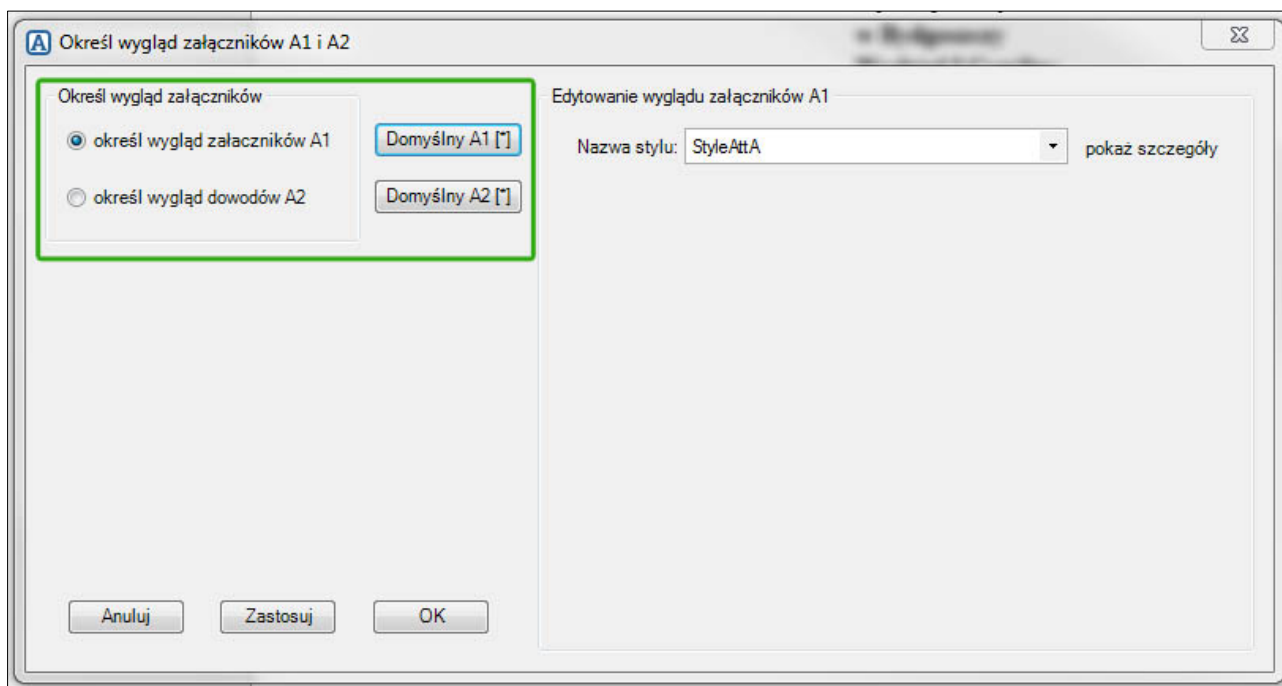 Określ wygląd załączników A1 i A2
Określ wygląd załączników
określ wygląd załaczników A1
Domyślny A1 [*]
określ wygląd dowodów A2
Domyślny A2 [*]
Edytowanie wyglądu załączników A1
Nazwa stylu: StyleAttA
pokaż szczegóły
Anuluj
Zastosuj
OK